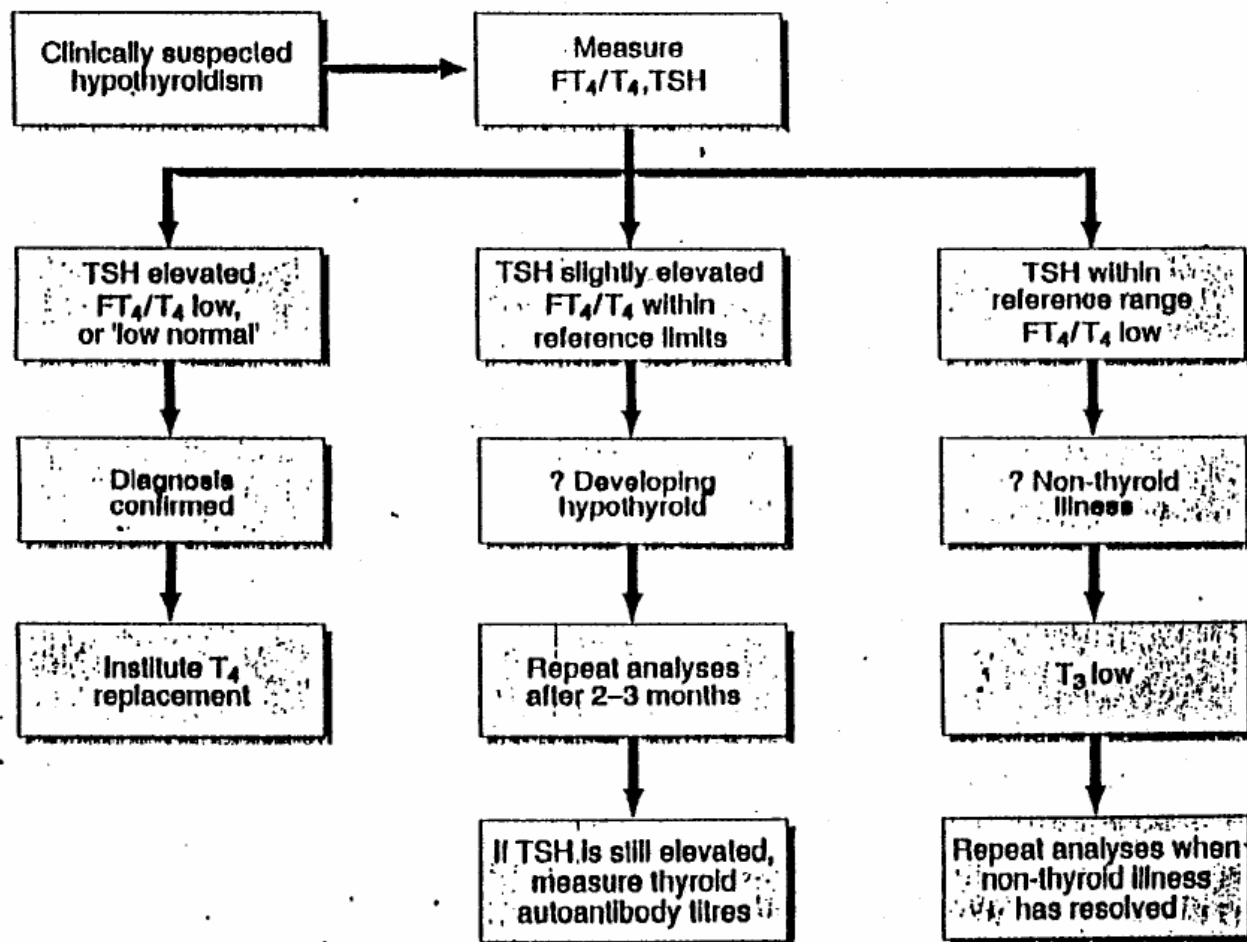 Clinically suspected
hypothyroidism
Measure
FT₄/T₄,TSH
TSH elevated
FT₄/T₄ low,
or 'low normal'
TSH slightly elevated
FT₄/T₄ within
reference limits
TSH within
reference range
FT₄/T₄ low
Diagnosis
confirmed
? Developing
hypothyroid
? Non-thyroid
illness
Institute T₄
replacement
Repeat analyses
after 2–3 months
T₃ low
If TSH is still elevated,
measure thyroid
autoantibody titres
Repeat analyses when
non-thyroid illness
has resolved